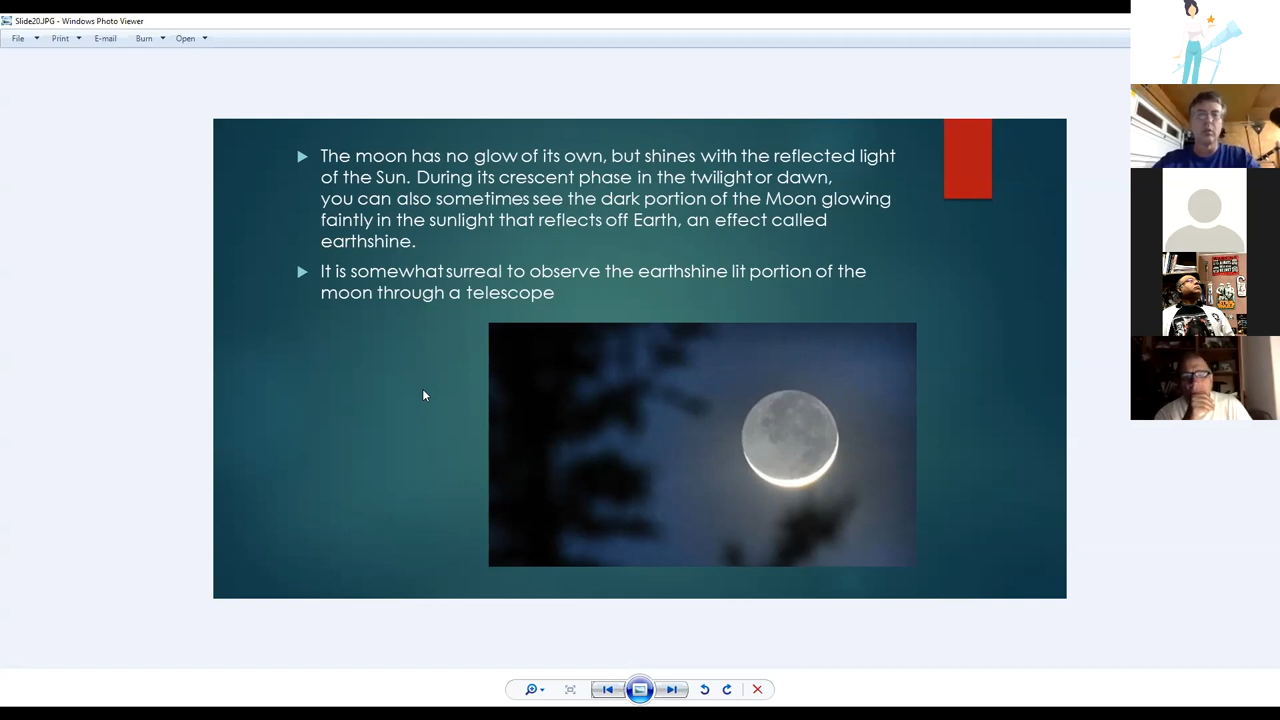 Slide20.JPG - Windows Photo Viewer
File Print E-mail Burn Open
The moon has no glow of its own, but shines with the reflected light
of the Sun. During its crescent phase in the twilight or dawn,
you can also sometimes see the dark portion of the Moon glowing
faintly in the sunlight that reflects off Earth, an effect called
earthshine.
It is somewhat surreal to observe the earthshine lit portion of the
moon through a telescope